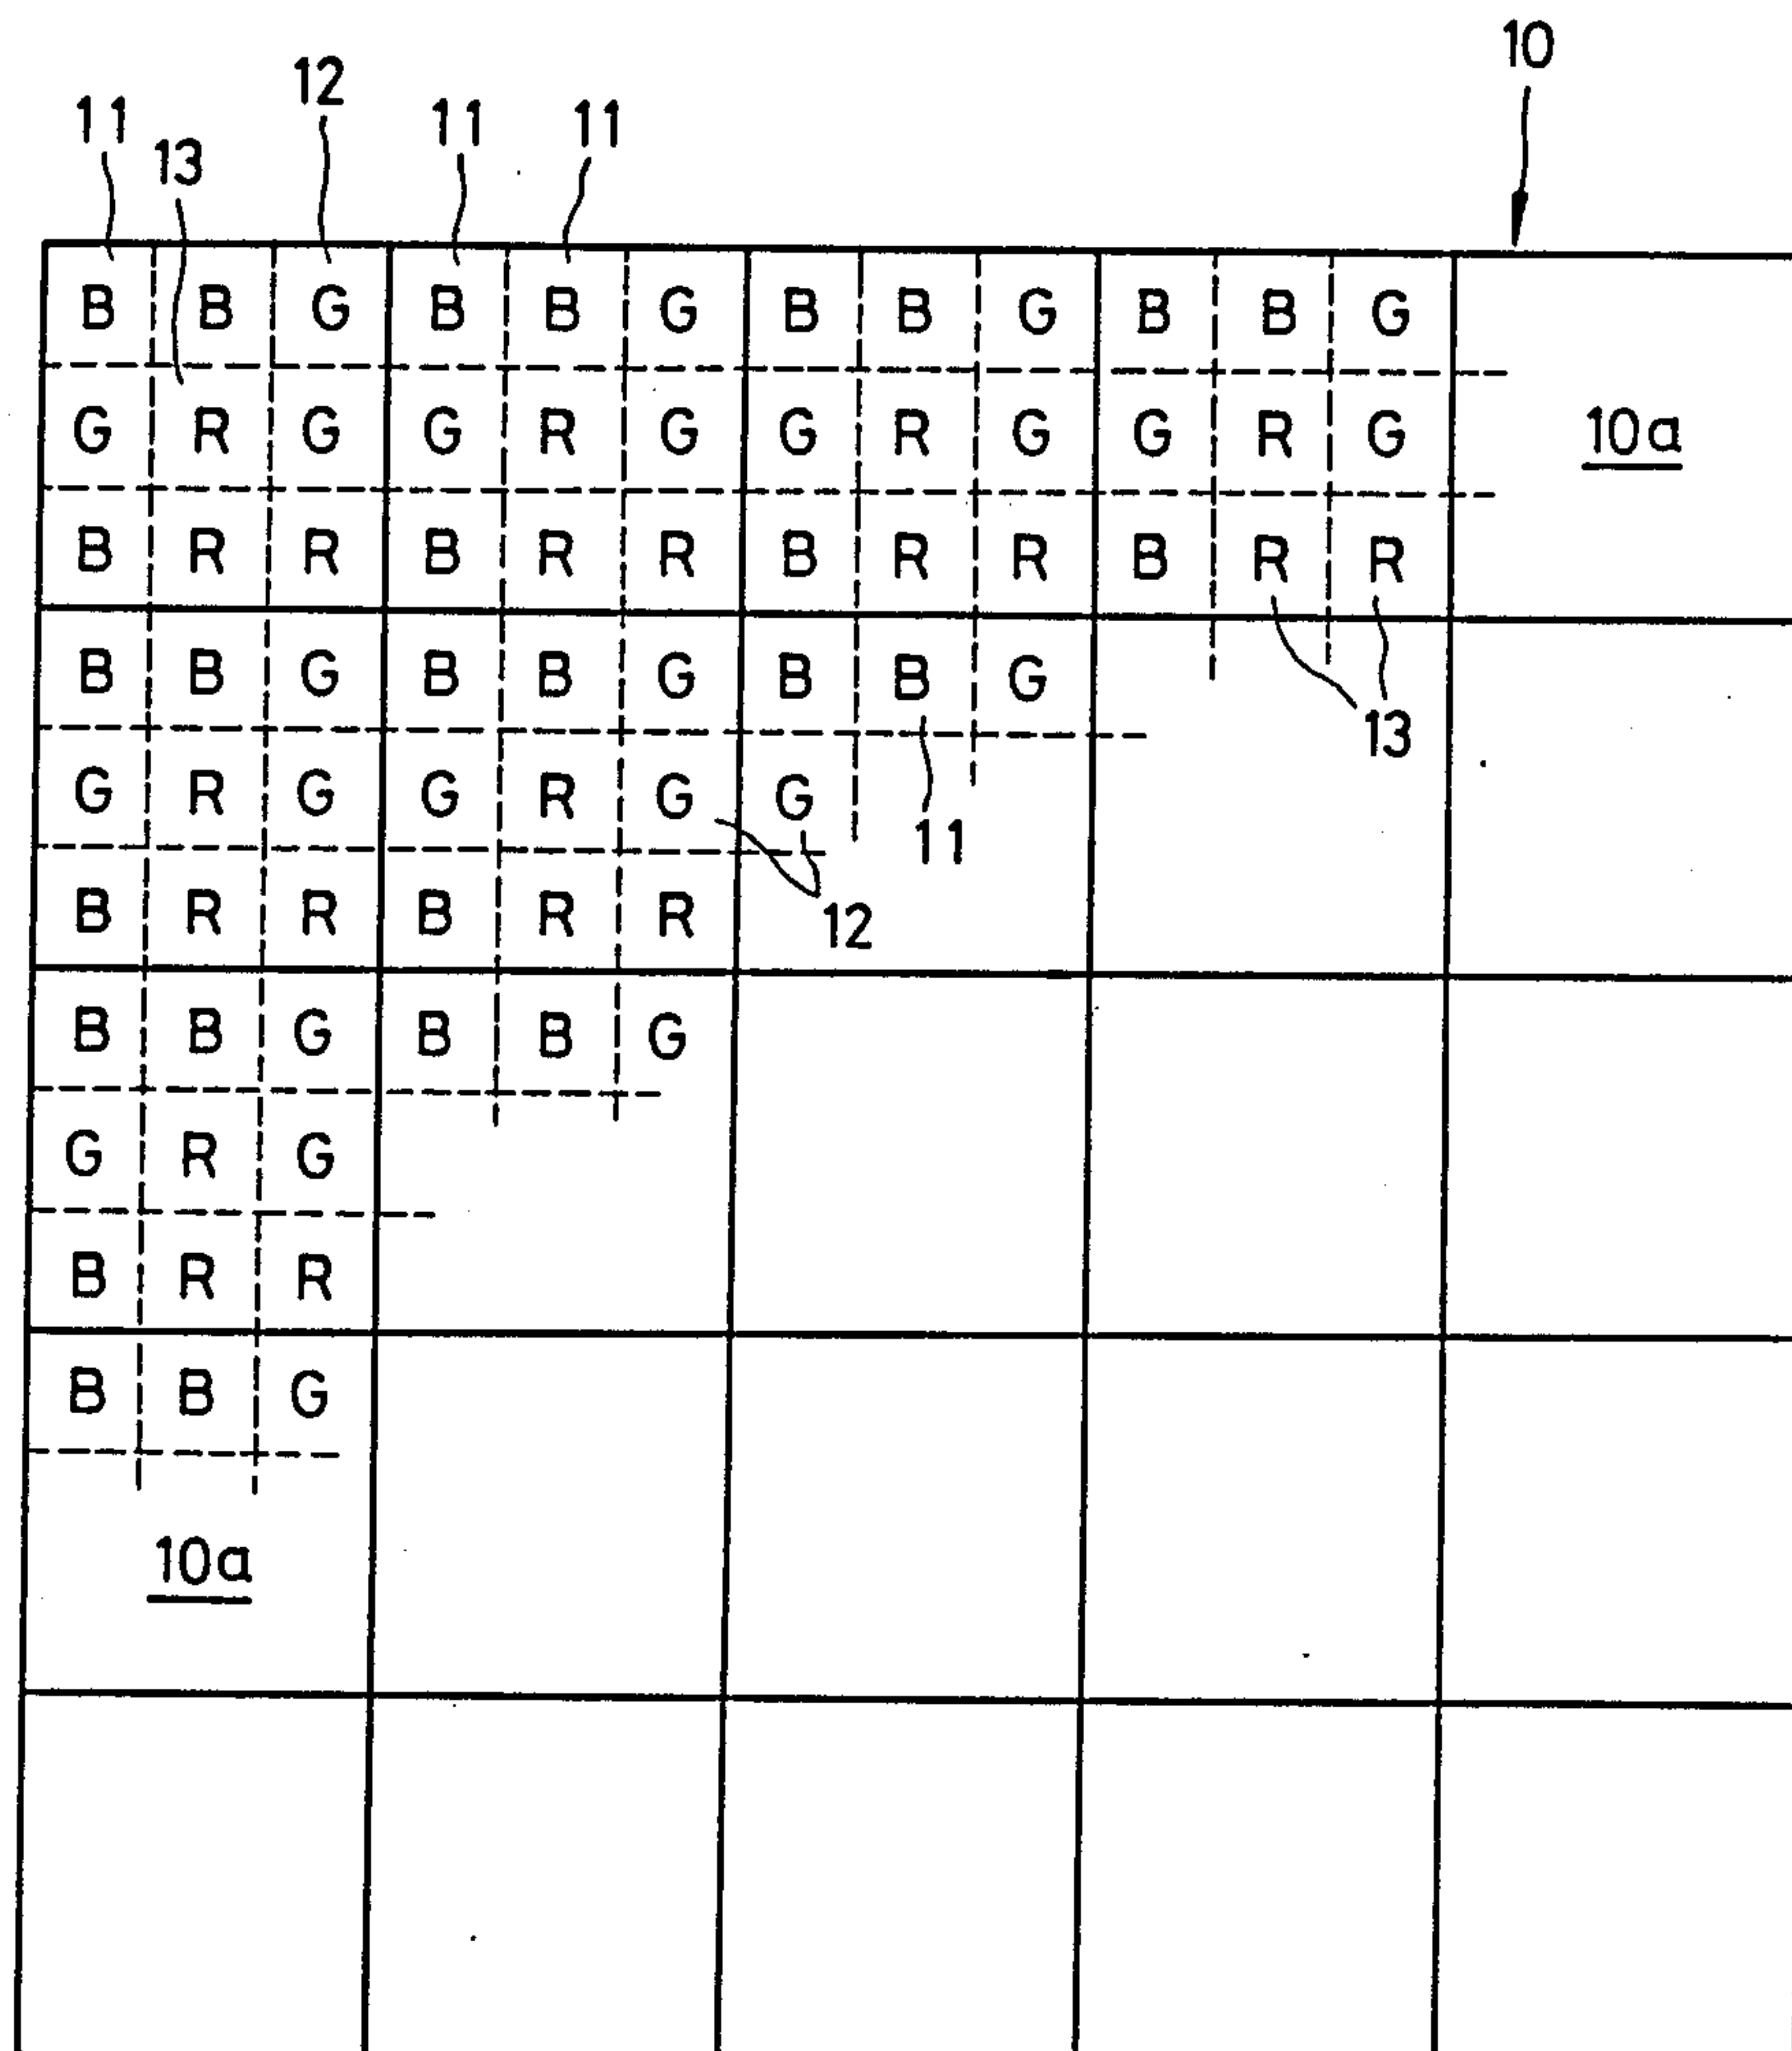 10
12
11 11 11
13
B B G B B G B B G B B G
G R G G R G G R G G R G 10a
B R R B R R B R R B R R
B B G B B G B B G
13
G R G G R G G
11
B R R B R R
12
B B G B B G
G R G
B R R
B B G
10a